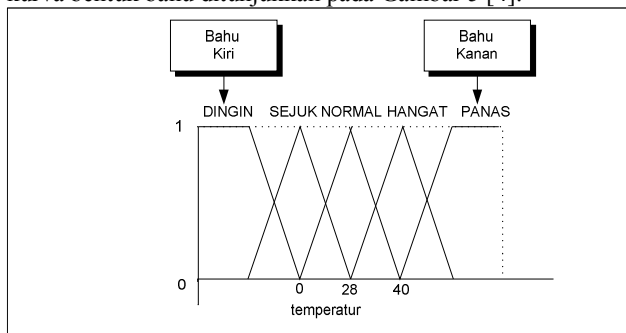 kurva bentuk bahu ditunjukkan pada Gambar 3 [4].
Bahu
Kiri
Bahu
Kanan
DINGIN SEJUK NORMAL HANGAT PANAS
1
0
0 28 40
temperatur